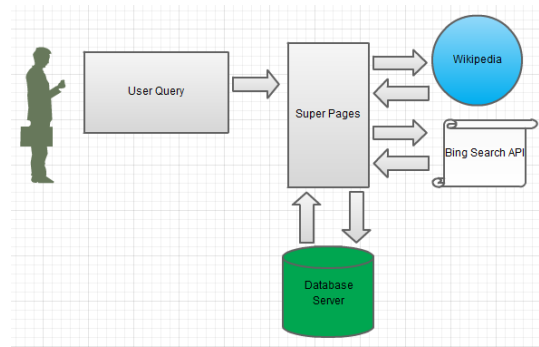 User Query
Super Pages
Wikipedia
Bing Search API
Database
Server